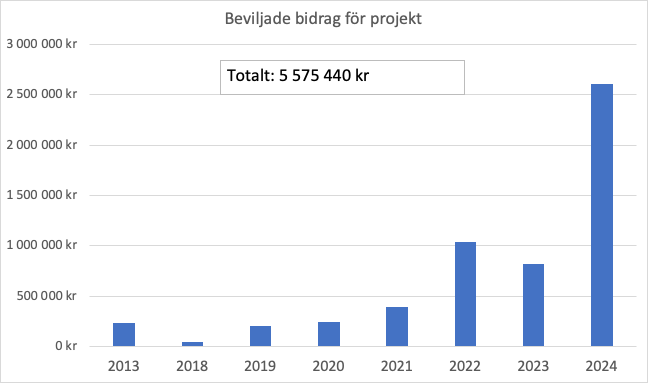 Beviljade bidrag för projekt
3 000 000 kr
Totalt: 5 575 440 kr
2 500 000 kr
2 000 000 kr
1 500 000 kr
1 000 000 kr
500 000 kr
0 kr
2013 2018 2019 2020 2021 2022 2023 2024